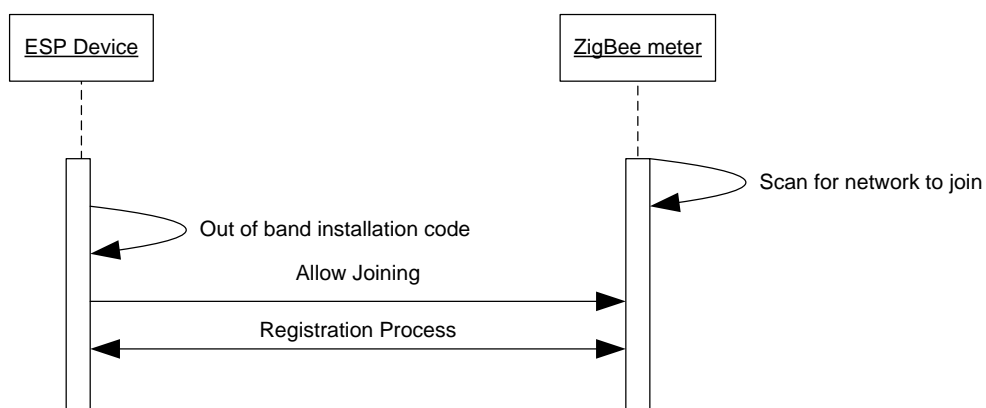 ESP Device
ZigBee meter
Scan for network to join
Out of band installation code
Allow Joining
Registration Process